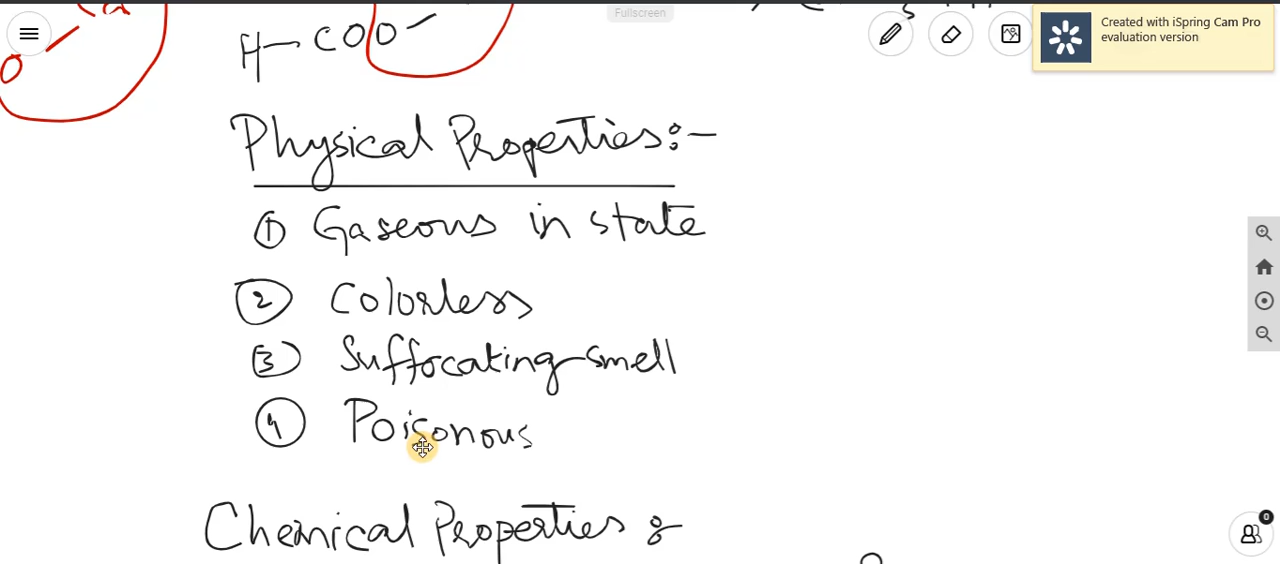 Fullscreen
Created with iSpring Cam Pro
evaluation version
H-COO-
Physical Properties:-
① Gaseous in state
② Colorless
③ Suffocating smell
④ Poisonous
Chemical Properties :
0